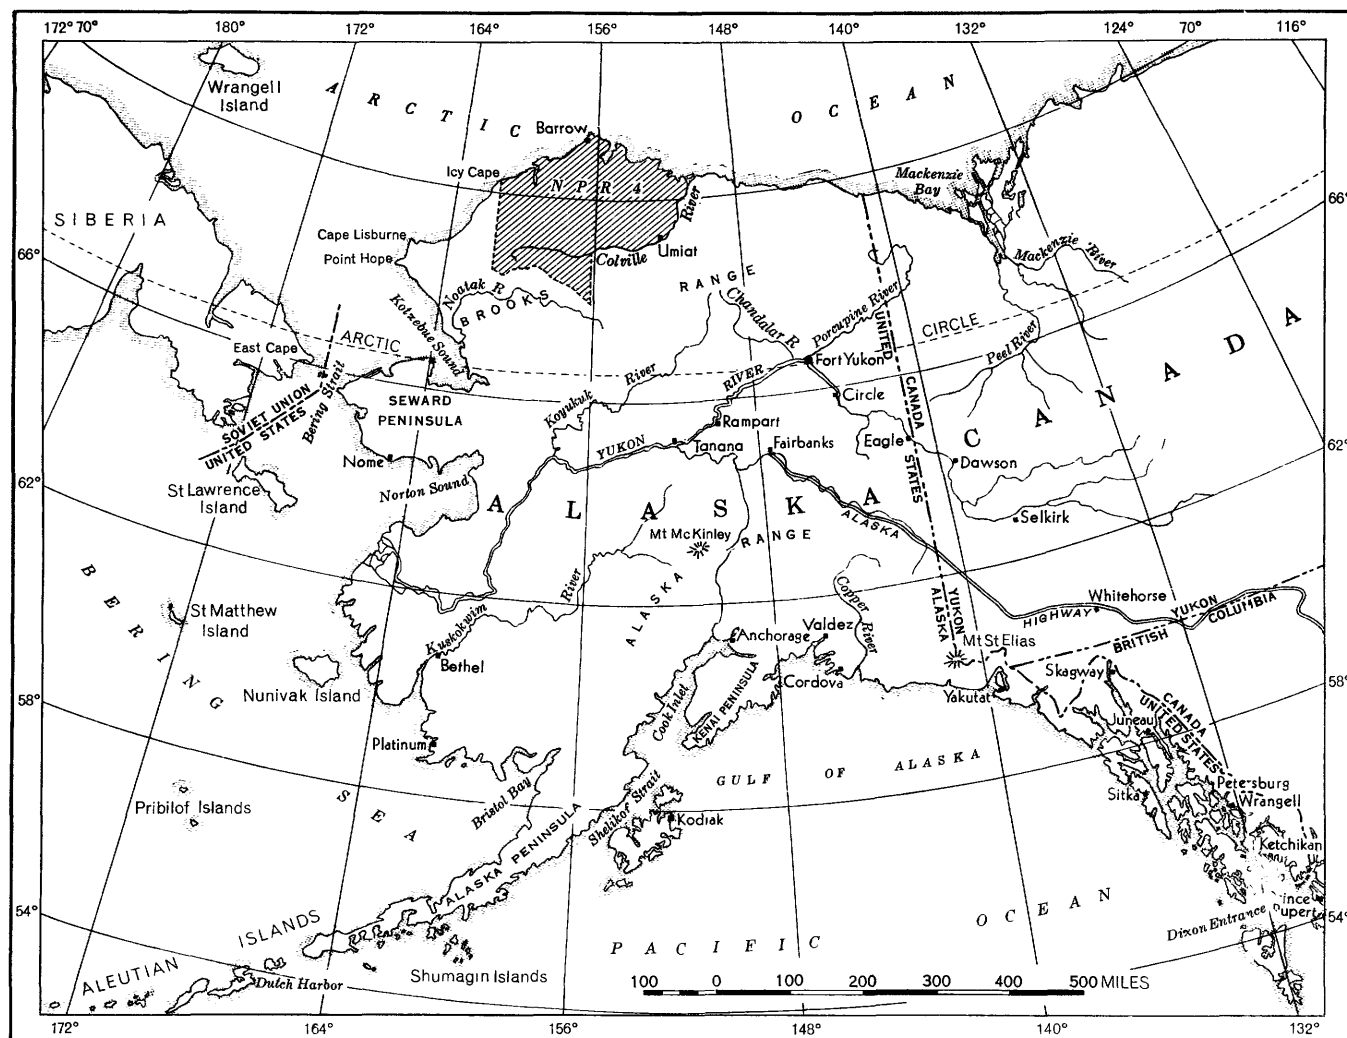 172° 70° 180° 172° 164° 156° 148° 140° 132° 124° 70° 116°
Wrangell
Island
ARCTIC
OCEAN
Barrow
Icy Cape
NPR 4
Mackenzie
Bay
66°
SIBERIA
Cape Lisburne
Point Hope
River
Umiat
Colville
Mackenzie River
66°
Noatak R
BROOKS
RANGE
Kotzebue Sound
Chandalar R
Porcupine River
UNITED STATES
CANADA
ARCTIC
CIRCLE
Peel River
CANADA
East Cape
Bering Strait
SOVIET UNION
UNITED STATES
SEWARD
PENINSULA
Koyukuk River
YUKON RIVER
Fort Yukon
Circle
Rampart
Tanana
Fairbanks
Eagle
Dawson
62°
Nome
Norton Sound
St Lawrence
Island
62°
ALASKA
Selkirk
Mt McKinley
ALASKA RANGE
ALASKA HIGHWAY
BERING SEA
St Matthew
Island
Kuskokwim River
Copper River
YUKON
ALASKA
Whitehorse
YUKON
BRITISH COLUMBIA
Bethel
Anchorage
Valdez
Mt St Elias
Nunivak Island
Cordova
Yakutat
Skagway
58°
58°
Cook Inlet
KENAI PENINSULA
CANADA
UNITED STATES
Platinum
Juneau
GULF OF ALASKA
Sitka
Petersburg
Wrangell
Pribilof Islands
Bristol Bay
Shelikof Strait
Kodiak
Ketchikan
ALASKA PENINSULA
54°
ALEUTIAN ISLANDS
PACIFIC OCEAN
Dixon Entrance
54°
Shumagin Islands
Dutch Harbor
100 0 100 200 300 400 500 MILES
172° 164° 156° 148° 140° 132°